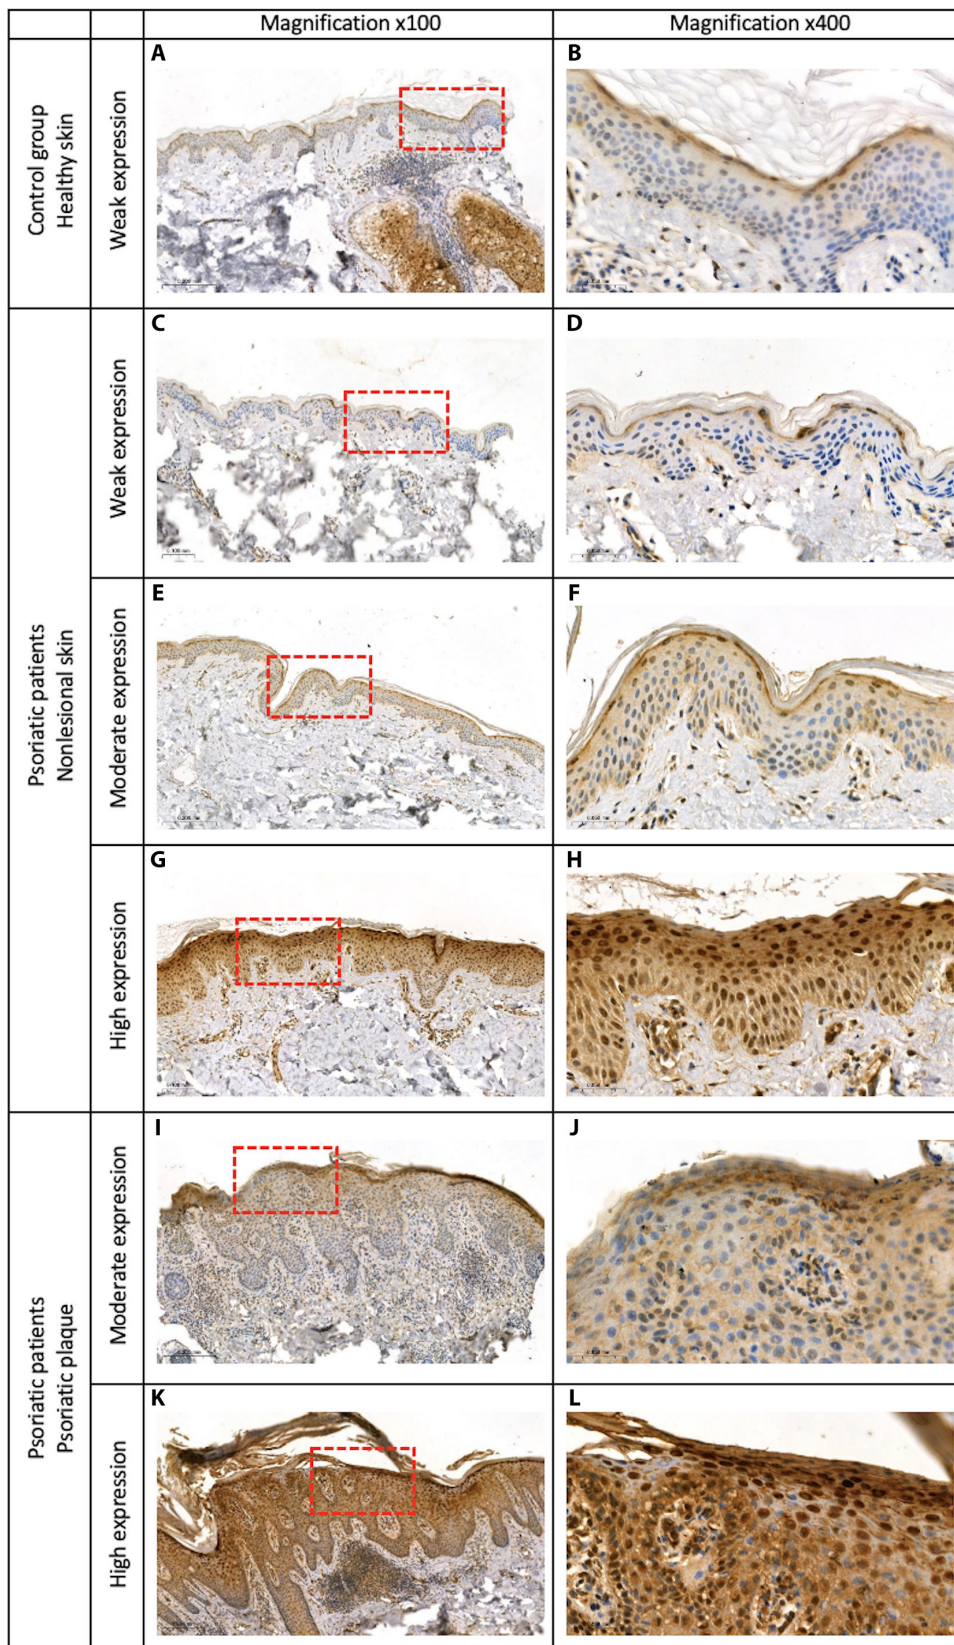 Magnification x100
Magnification x400
Control group
Healthy skin
Weak expression
A
B
Psoriatic patients
Nonlesional skin
Weak expression
C
D
Moderate expression
E
F
High expression
G
H
Psoriatic patients
Psoriatic plaque
Moderate expression
I
J
High expression
K
L